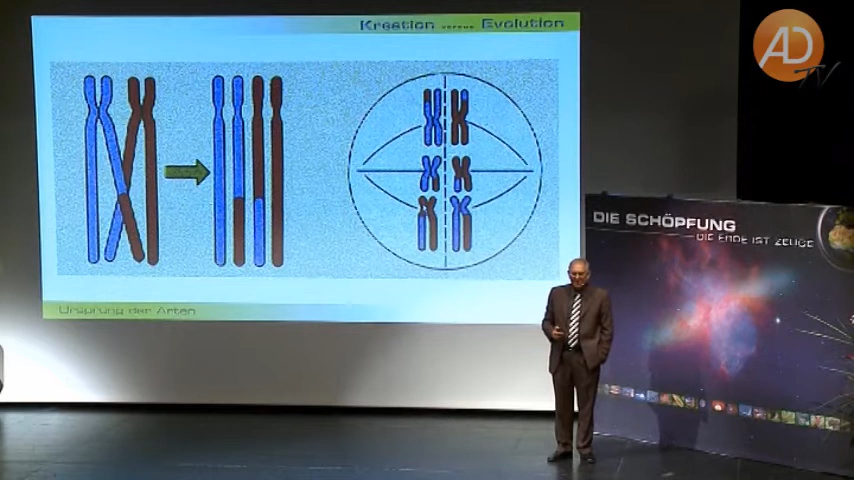 Kreation versus Evolution
AD
TV
DIE SCHÖPFUNG
DIE ERDE IST ZEUGE
Ursprung der Arten